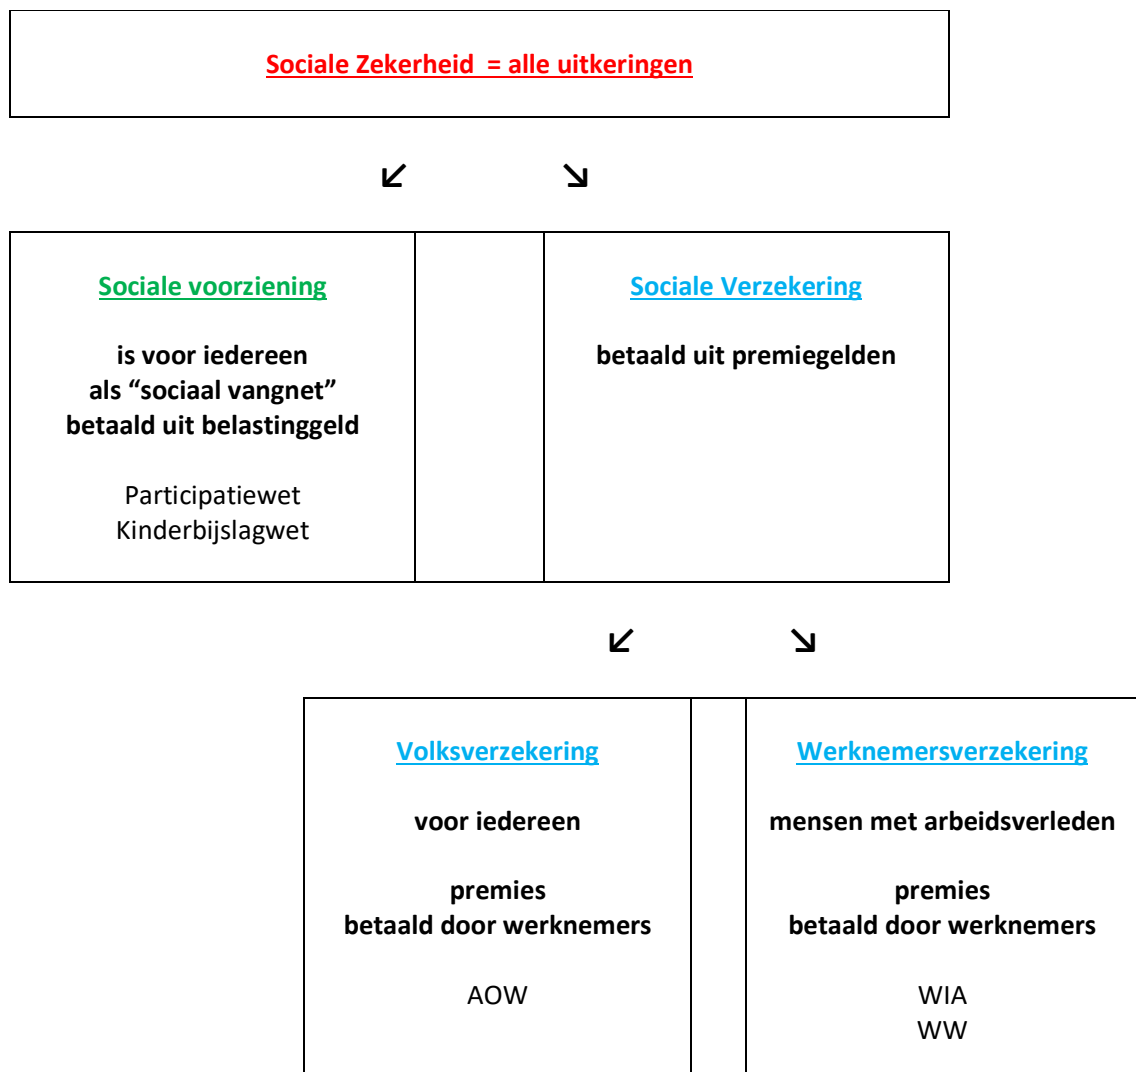 Sociale Zekerheid = alle uitkeringen
↙ ↘
Sociale voorziening
is voor iedereen
als “sociaal vangnet”
betaald uit belastinggeld
Participatiewet
Kinderbijslagwet
Sociale Verzekering
betaald uit premiegelden
↙ ↘
Volksverzekering
voor iedereen
premies
betaald door werknemers
AOW
Werknemersverzekering
mensen met arbeidsverleden
premies
betaald door werknemers
WIA
WW